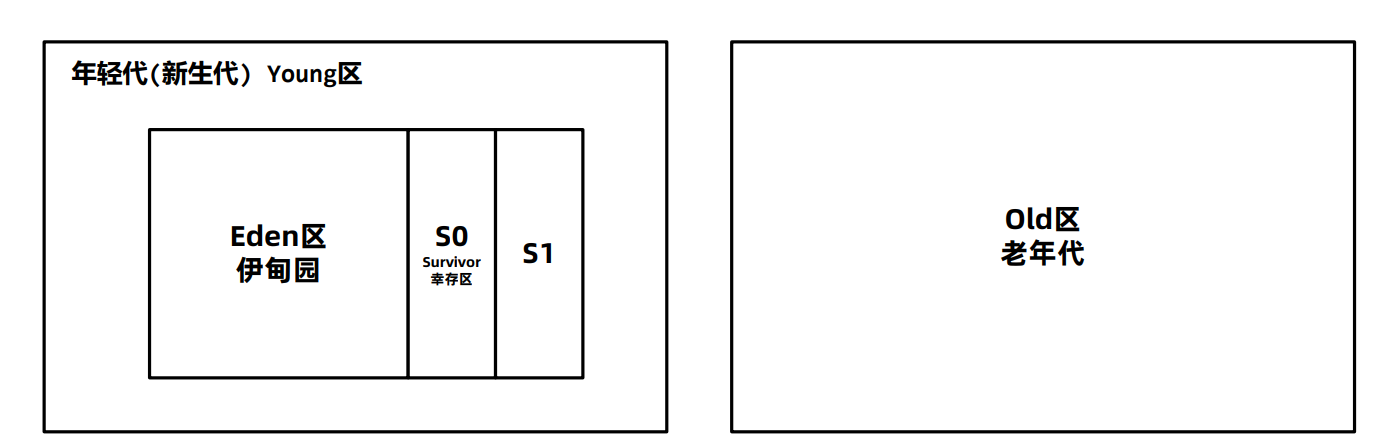 年轻代(新生代) Young区
Eden区
伊甸园
S0
Survivor
幸存区
S1
Old区
老年代